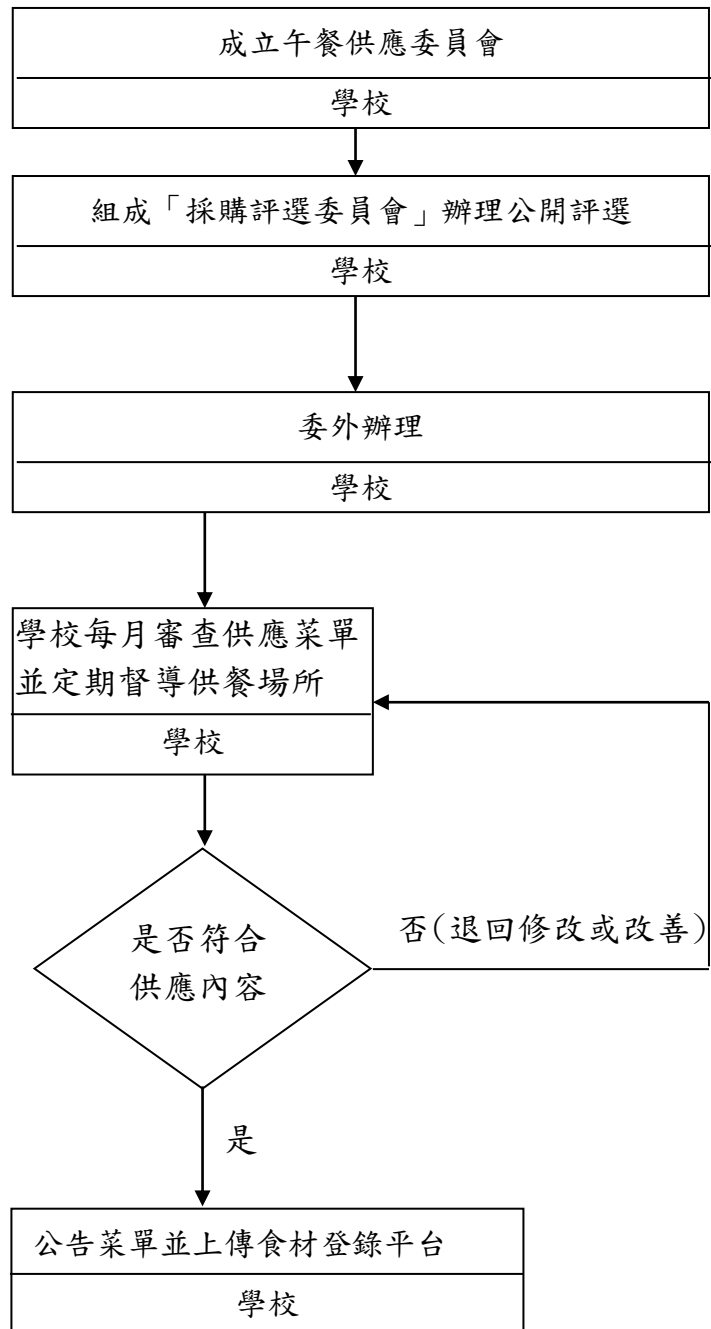 成立午餐供應委員會
學校
組成「採購評選委員會」辦理公開評選
學校
委外辦理
學校
學校每月審查供應菜單
並定期督導供餐場所
學校
是否符合
供應內容
否(退回修改或改善)
是
公告菜單並上傳食材登錄平台
學校